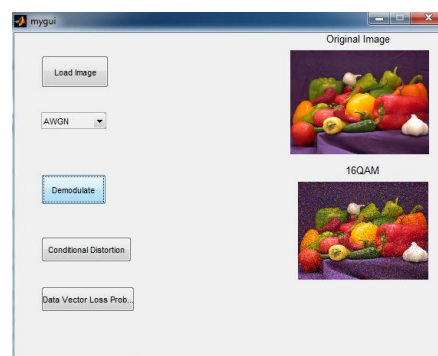 mygui
Original Image
Load Image
AWGN
16QAM
Demodulate
Conditional Distortion
Data Vector Loss Prob...